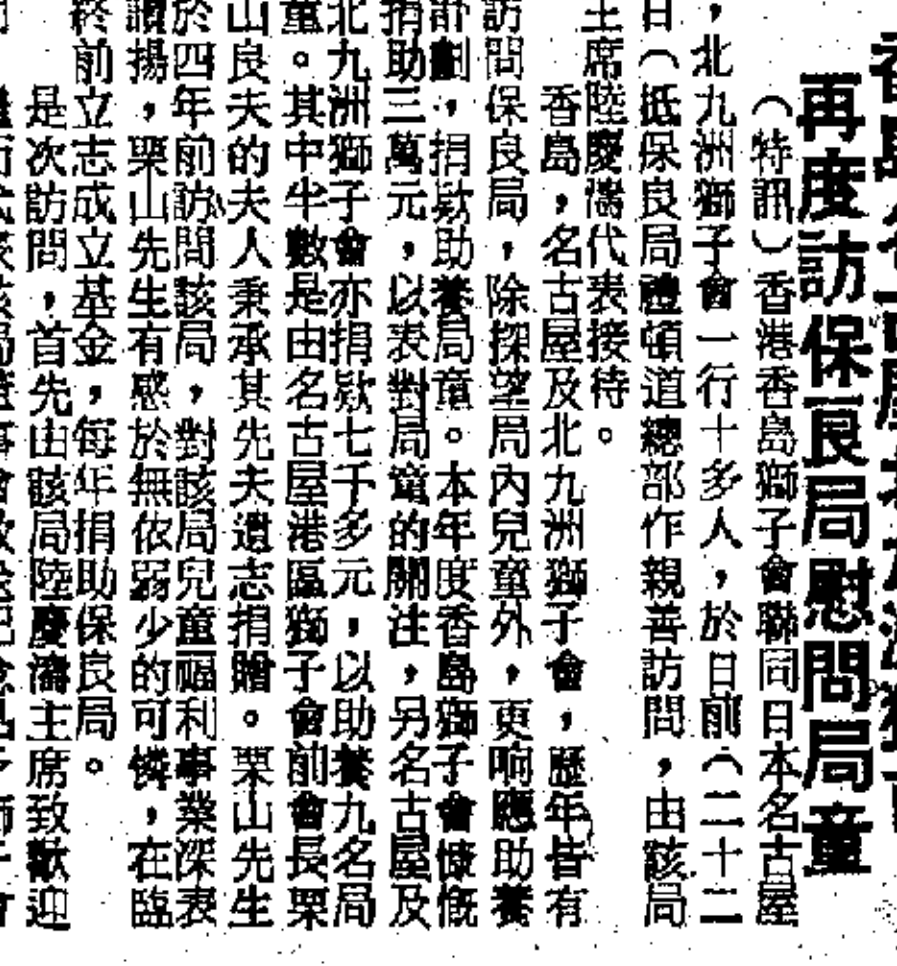 再度訪保良局慰問局童
（特訊）香港香島獅子會聯同日本名古屋
，北九洲獅子會一行十多人，於日前（二十二
日（抵保良局禮頓道總部作親善訪問，由該局
主席陸慶濤代表接待。
香島，名古屋及北九洲獅子會，歷年皆有
訪問保良局，除探望局內兒童外，更响應助養
計劃，捐欵助養局童。本年度香島獅子會慷慨
捐助三萬元，以表對局童的關注，另名古屋及
北九洲獅子會亦捐欵七千多元，以助養九名局
童。其中半數是由名古屋港區獅子會前會長栗
山良夫的夫人秉承其先夫遺志捐贈。栗山先生
於四年前訪問該局，對該局兒童福利事業深表
讚揚，栗山先生有感於無依弱少的可憐，在臨
終前立志成立基金，每年捐助保良局。
是次訪問，首先由該局陸慶濤主席致歡迎